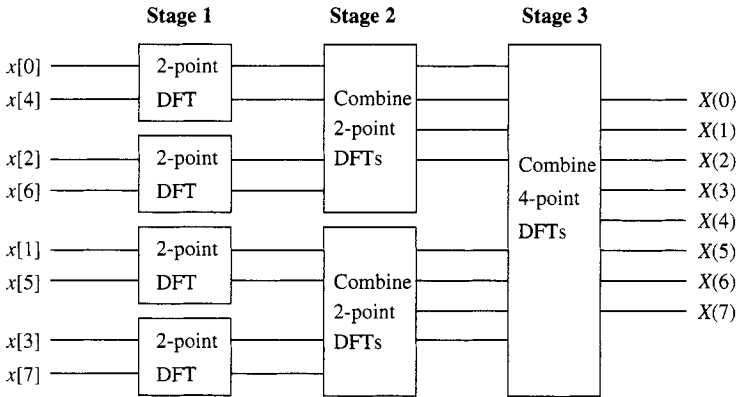 Stage 1 Stage 2 Stage 3
x[0]
x[4]
x[2]
x[6]
x[1]
x[5]
x[3]
x[7]
2-point
DFT
2-point
DFT
2-point
DFT
2-point
DFT
Combine
2-point
DFTs
Combine
2-point
DFTs
Combine
4-point
DFTs
X(0)
X(1)
X(2)
X(3)
X(4)
X(5)
X(6)
X(7)